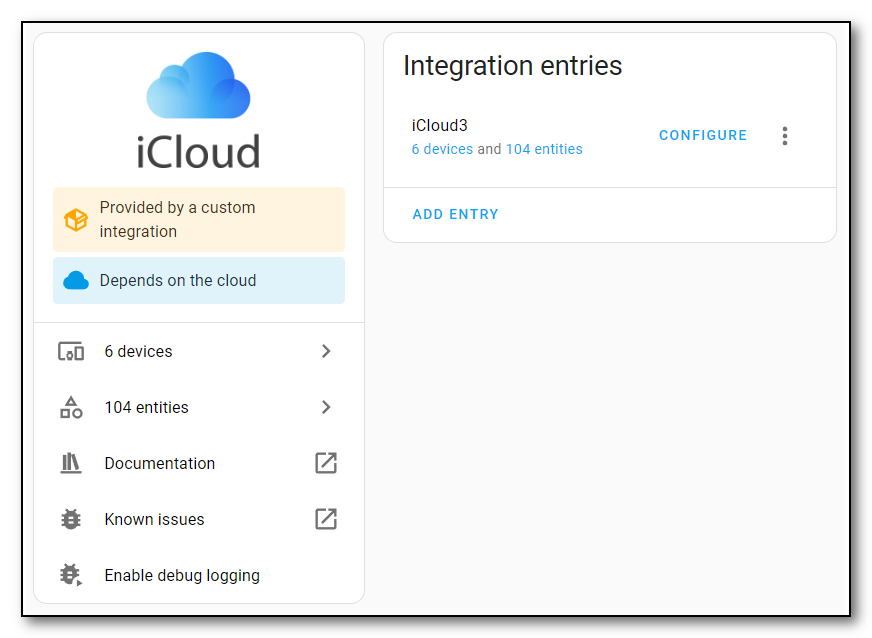 iCloud
Provided by a custom
integration
Depends on the cloud
6 devices
104 entities
Documentation
Known issues
Enable debug logging
Integration entries
iCloud3
6 devices and 104 entities
CONFIGURE
ADD ENTRY